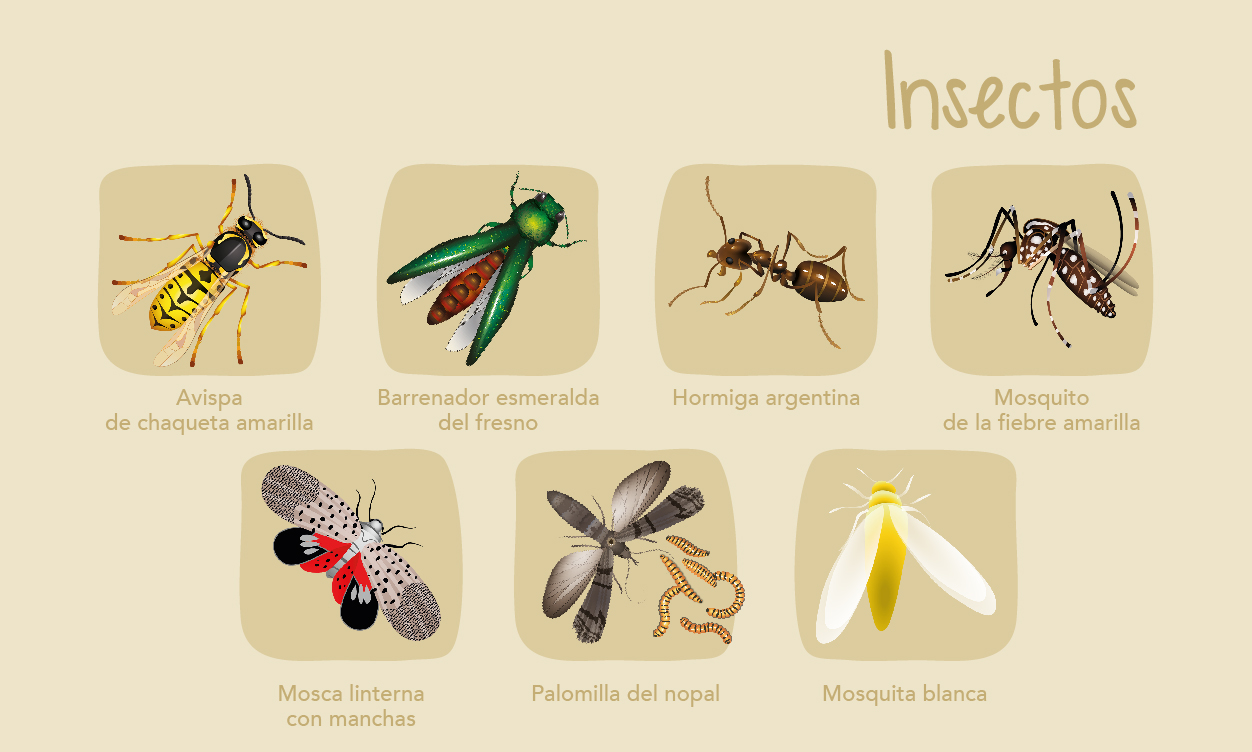 Insectos
Avispa
de chaqueta amarilla
Barrenador esmeralda
del fresno
Hormiga argentina
Mosquito
de la fiebre amarilla
Mosca linterna
con manchas
Palomilla del nopal
Mosquita blanca